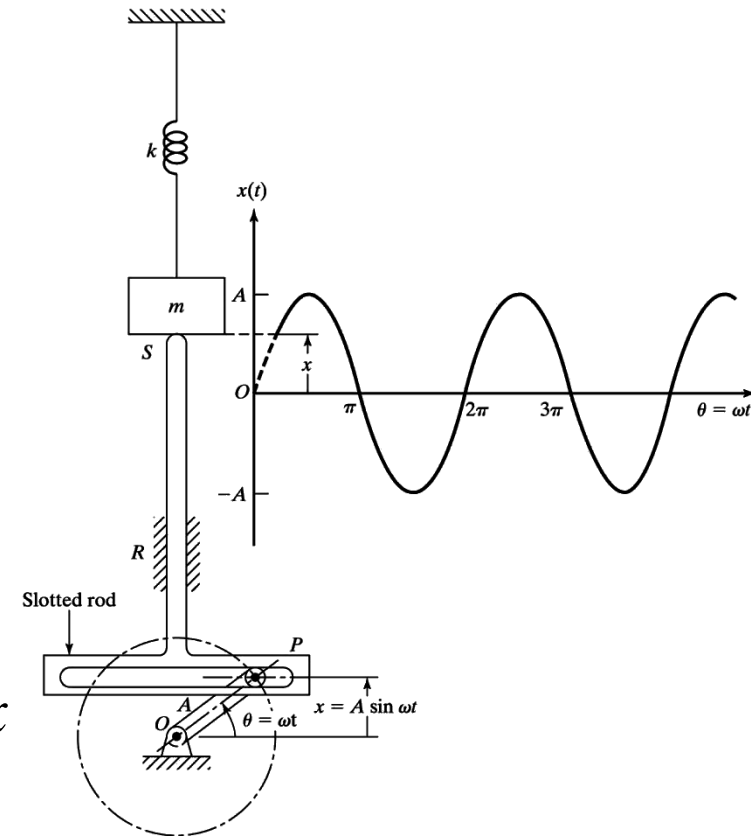 k
x(t)
m
A
S
x
O
π
2π
3π
θ = ωt
−A
R
Slotted rod
P
A
x = A sin ωt
O
θ = ωt
x